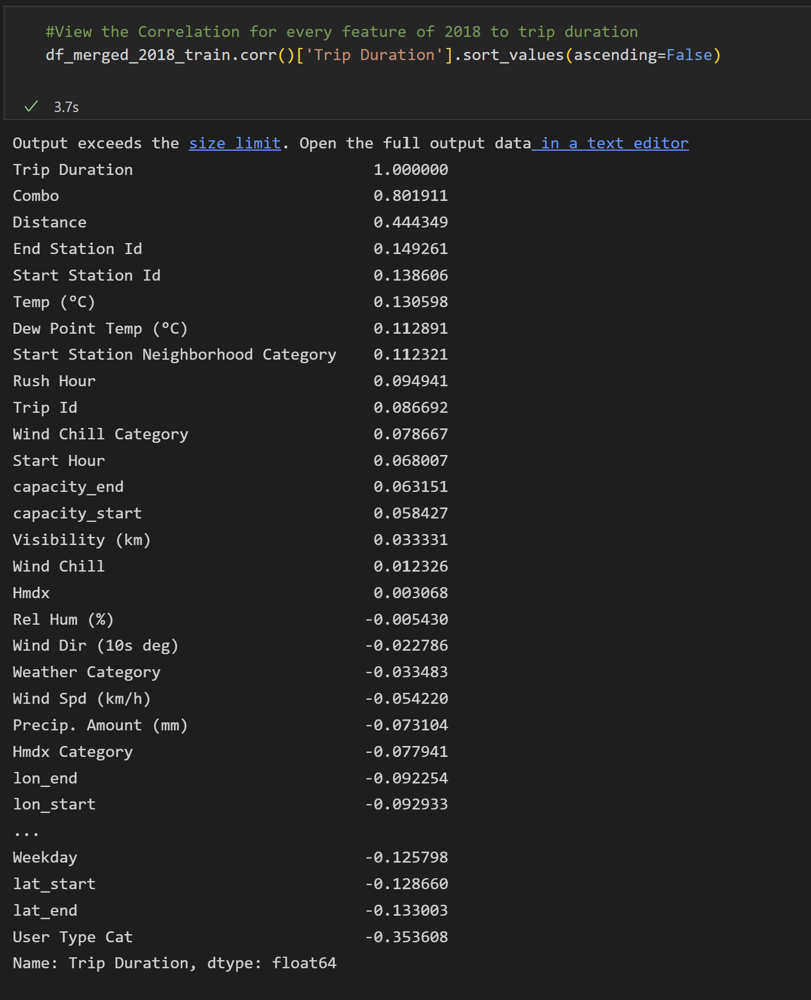 #View the Correlation for every feature of 2018 to trip duration
df_merged_2018_train.corr()['Trip Duration'].sort_values(ascending=False)
3.7s
Output exceeds the size limit. Open the full output data in a text editor
Trip Duration 1.000000
Combo 0.801911
Distance 0.444349
End Station Id 0.149261
Start Station Id 0.138606
Temp (°C) 0.130598
Dew Point Temp (°C) 0.112891
Start Station Neighborhood Category 0.112321
Rush Hour 0.094941
Trip Id 0.086692
Wind Chill Category 0.078667
Start Hour 0.068007
capacity_end 0.063151
capacity_start 0.058427
Visibility (km) 0.033331
Wind Chill 0.012326
Hmdx 0.003068
Rel Hum (%) -0.005430
Wind Dir (10s deg) -0.022786
Weather Category -0.033483
Wind Spd (km/h) -0.054220
Precip. Amount (mm) -0.073104
Hmdx Category -0.077941
lon_end -0.092254
lon_start -0.092933
...
Weekday -0.125798
lat_start -0.128660
lat_end -0.133003
User Type Cat -0.353608
Name: Trip Duration, dtype: float64